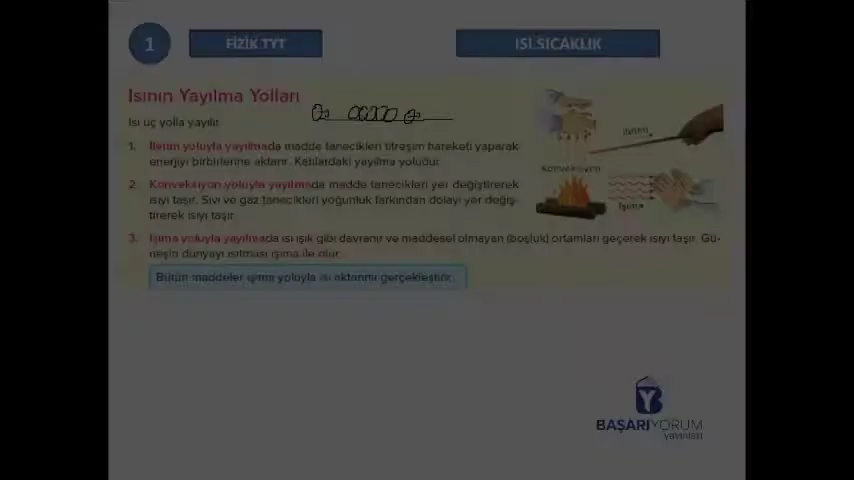 1
FİZİK TYT
ISI SICAKLIK
Isının Yayılma Yolları
Isı üç yolla yayılır.
1. İletim yoluyla yayılmada madde tanecikleri titreşim hareketi yaparak
enerjiyi birbirlerine aktarır. Katılardaki yayılma yoludur.
2. Konveksiyon yoluyla yayılmada madde tanecikleri yer değiştirerek
ısıyı taşır. Sıvı ve gaz tanecikleri yoğunluk farkından dolayı yer değiş-
tirerek ısıyı taşır.
İletim
Konveksiyon
Işıma
3. Işıma yoluyla yayılmada ısı ışık gibi davranır ve maddesel olmayan (boşluk) ortamları geçerek ısıyı taşır. Gü-
neşin dünyayı ısıtması ışıma ile olur.
Bütün maddeler ışıma yoluyla ısı aktarımı gerçekleştirir.
BAŞARIYORUM
yayınları